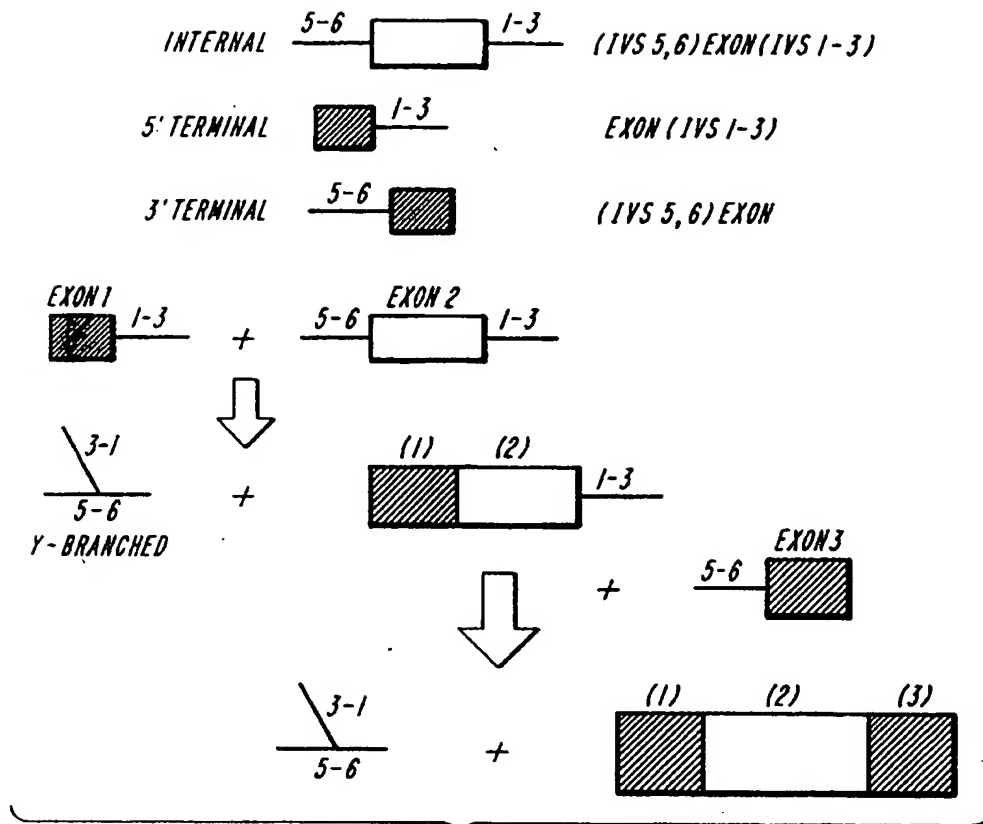 5-6 1-3
INTERNAL (IVS 5,6)EXON(IVS 1-3)
1-3
5' TERMINAL EXON (IVS 1-3)
5-6
3' TERMINAL (IVS 5,6)EXON
EXON 1 EXON 2
1-3 + 5-6 1-3
3-1 (1) (2)
+ 1-3
5-6
Y-BRANCHED EXON 3
+ 5-6
(1) (2) (3)
3-1
+
5-6